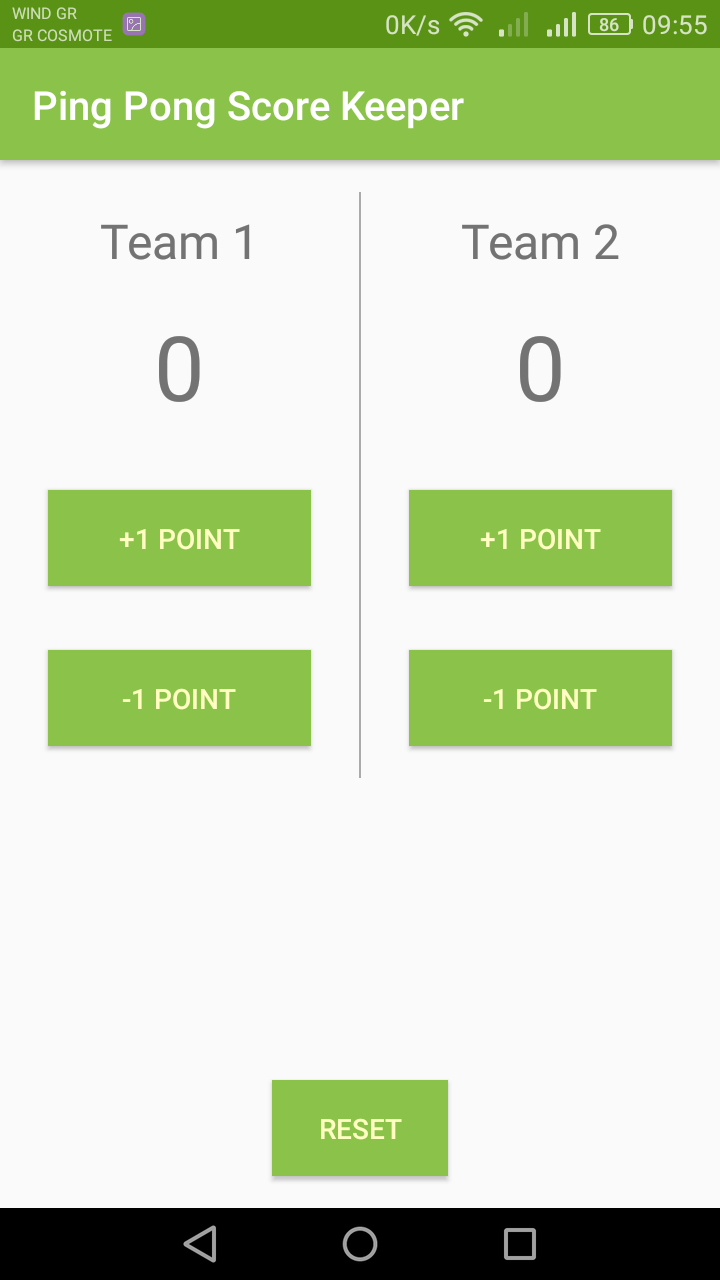 WIND GR
GR COSMOTE
0K/s 86 09:55
Ping Pong Score Keeper
Team 1
Team 2
0
0
+1 POINT
+1 POINT
-1 POINT
-1 POINT
RESET